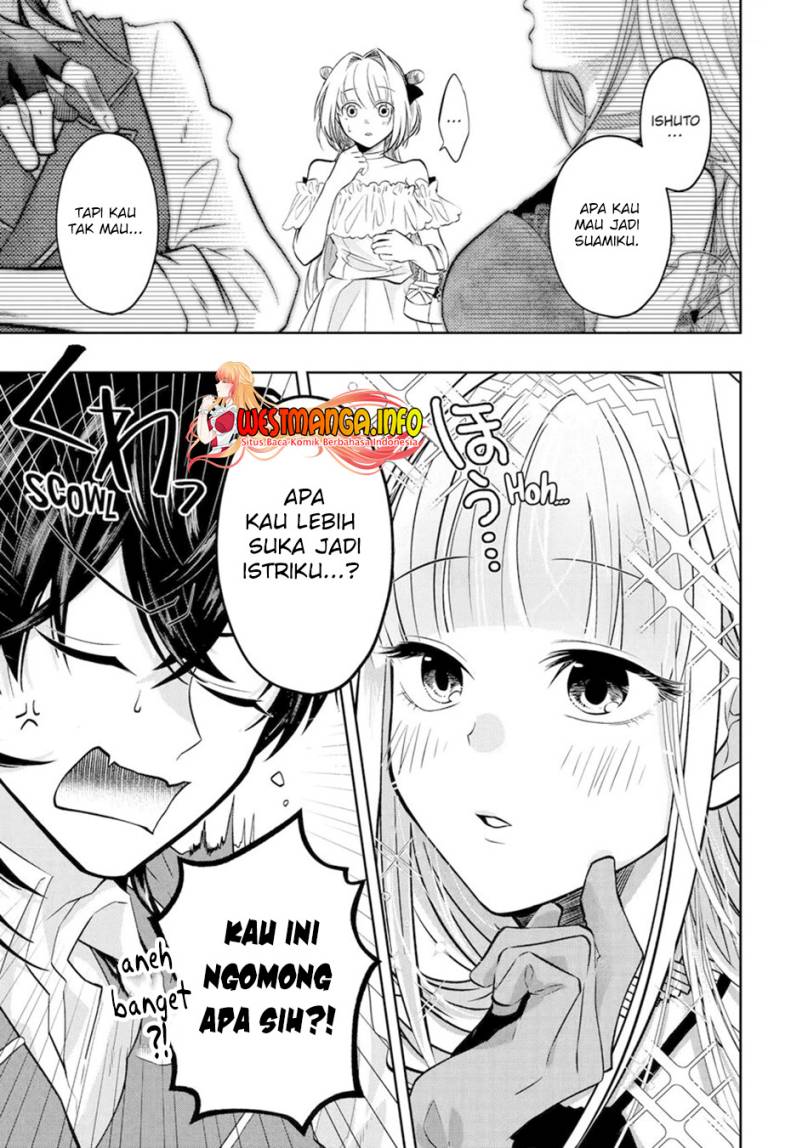 ISHUTO
...
APA KAU
MAU JADI
SUAMIKU.
...
TAPI KAU
TAK MAU...
ほう...
Hoh...
WESTMANGA.INFO
Situs Baca Komik Berbahasa Indonesia
APA
KAU LEBIH
SUKA JADI
ISTRIKU...?
くわっ
SCOWL
KAU INI
NGOMONG
APA SIH?!
aneh
banget
?!